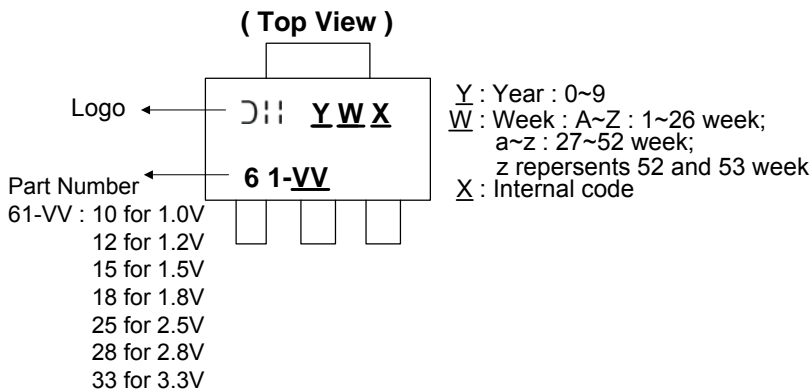 ( Top View )
Logo
Y W X
6 1-VV
Y : Year : 0~9
W : Week : A~Z : 1~26 week;
a~z : 27~52 week;
z repersents 52 and 53 week
X : Internal code
Part Number
61-VV : 10 for 1.0V
12 for 1.2V
15 for 1.5V
18 for 1.8V
25 for 2.5V
28 for 2.8V
33 for 3.3V